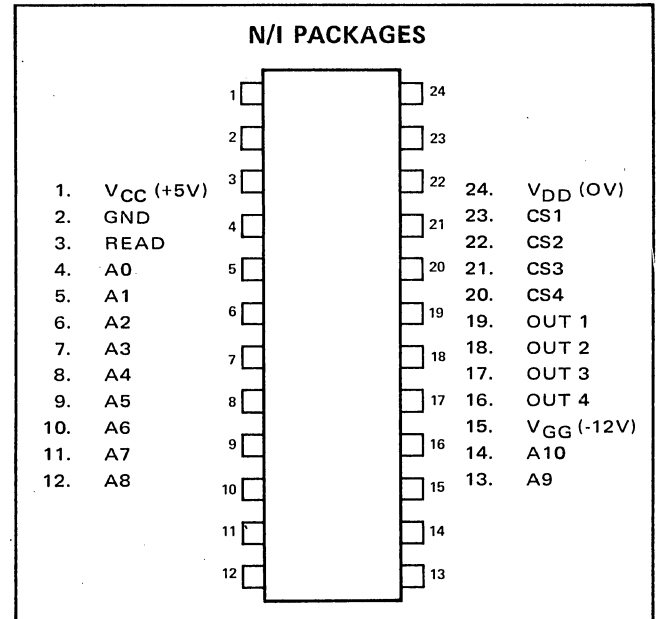 N/I PACKAGES
1 24
2 23
3 22
4 21
5 20
6 19
7 18
8 17
9 16
10 15
11 14
12 13
1. VCC (+5V)
2. GND
3. READ
4. A0
5. A1
6. A2
7. A3
8. A4
9. A5
10. A6
11. A7
12. A8
24. VDD (OV)
23. CS1
22. CS2
21. CS3
20. CS4
19. OUT 1
18. OUT 2
17. OUT 3
16. OUT 4
15. VGG (-12V)
14. A10
13. A9